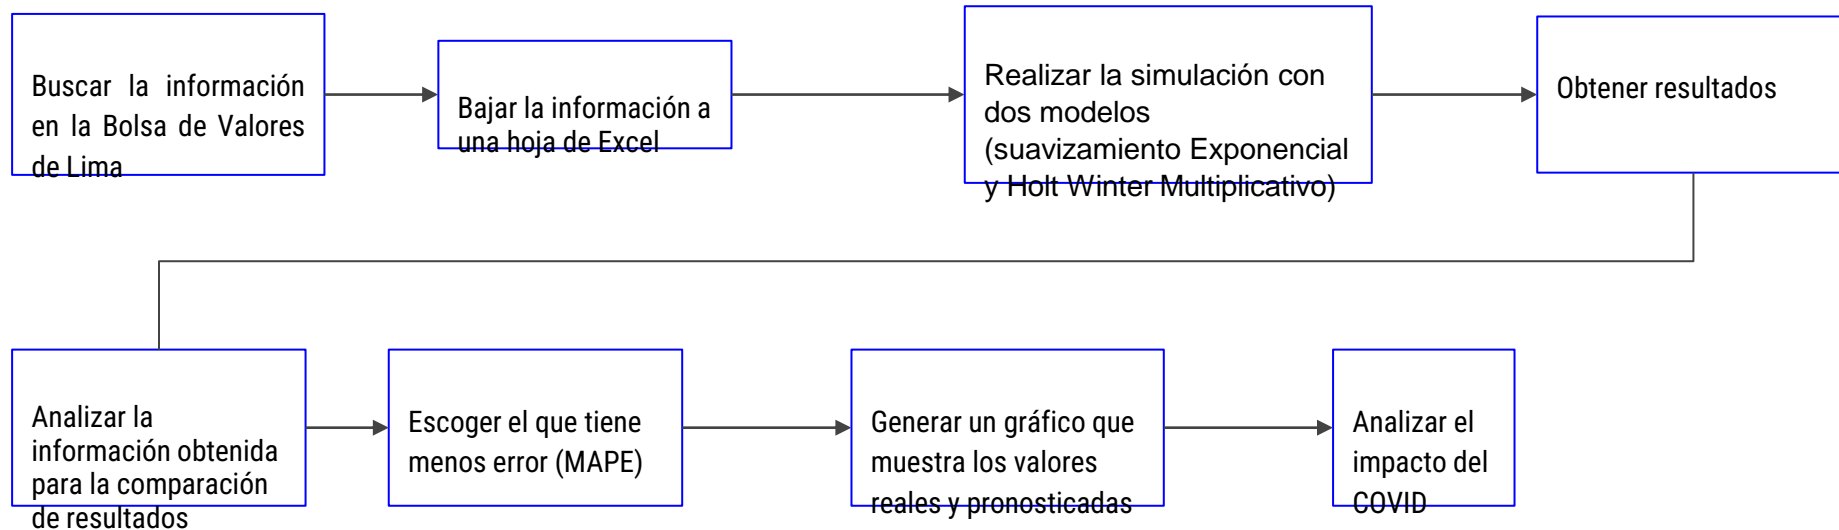 Buscar la información
en la Bolsa de Valores
de Lima
Bajar la información a
una hoja de Excel
Realizar la simulación con
dos modelos
(suavizamiento Exponencial
y Holt Winter Multiplicativo)
Obtener resultados
Analizar la
información obtenida
para la comparación
de resultados
Escoger el que tiene
menos error (MAPE)
Generar un gráfico que
muestra los valores
reales y pronosticadas
Analizar el
impacto del
COVID